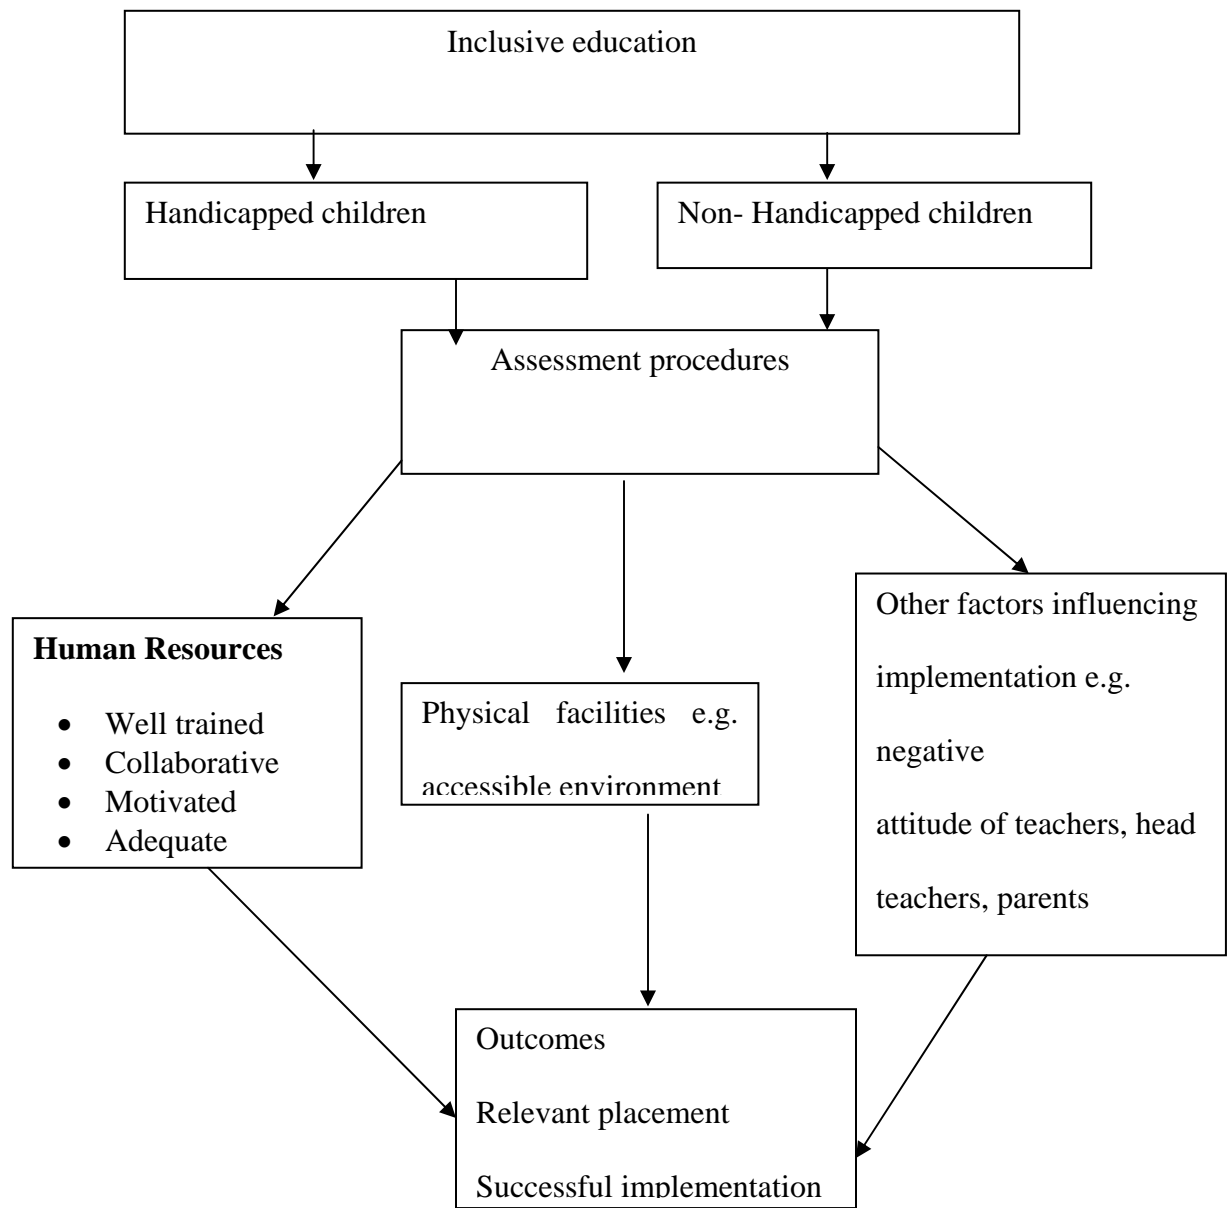 Inclusive education
Handicapped children
Non- Handicapped children
Assessment procedures
Human Resources
• Well trained
• Collaborative
• Motivated
• Adequate
Physical facilities e.g.
accessible environment
Other factors influencing
implementation e.g.
negative
attitude of teachers, head
teachers, parents
Outcomes
Relevant placement
Successful implementation